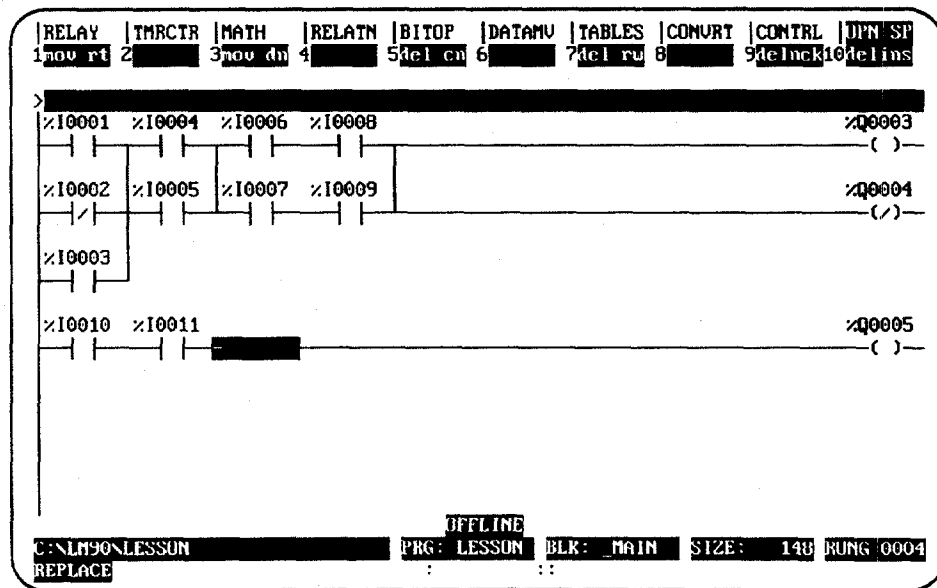 |RELAY |TMRCTR |MATH |RELATN |BITOP |DATAMV |TABLES |CONVRT |CONTRL |OPN SP
1mov rt 2 3mov dn 4 5del cn 6 7del rw 8 9delnck10delins
>
%I0001 %I0004 %I0006 %I0008 %Q0003
%I0002 %I0005 %I0007 %I0009 %Q0004
%I0003
%I0010 %I0011 %Q0005
OFFLINE
C:\LM90\LESSON PRG: LESSON BLK: _MAIN SIZE: 148 RUNG 0004
REPLACE : ::